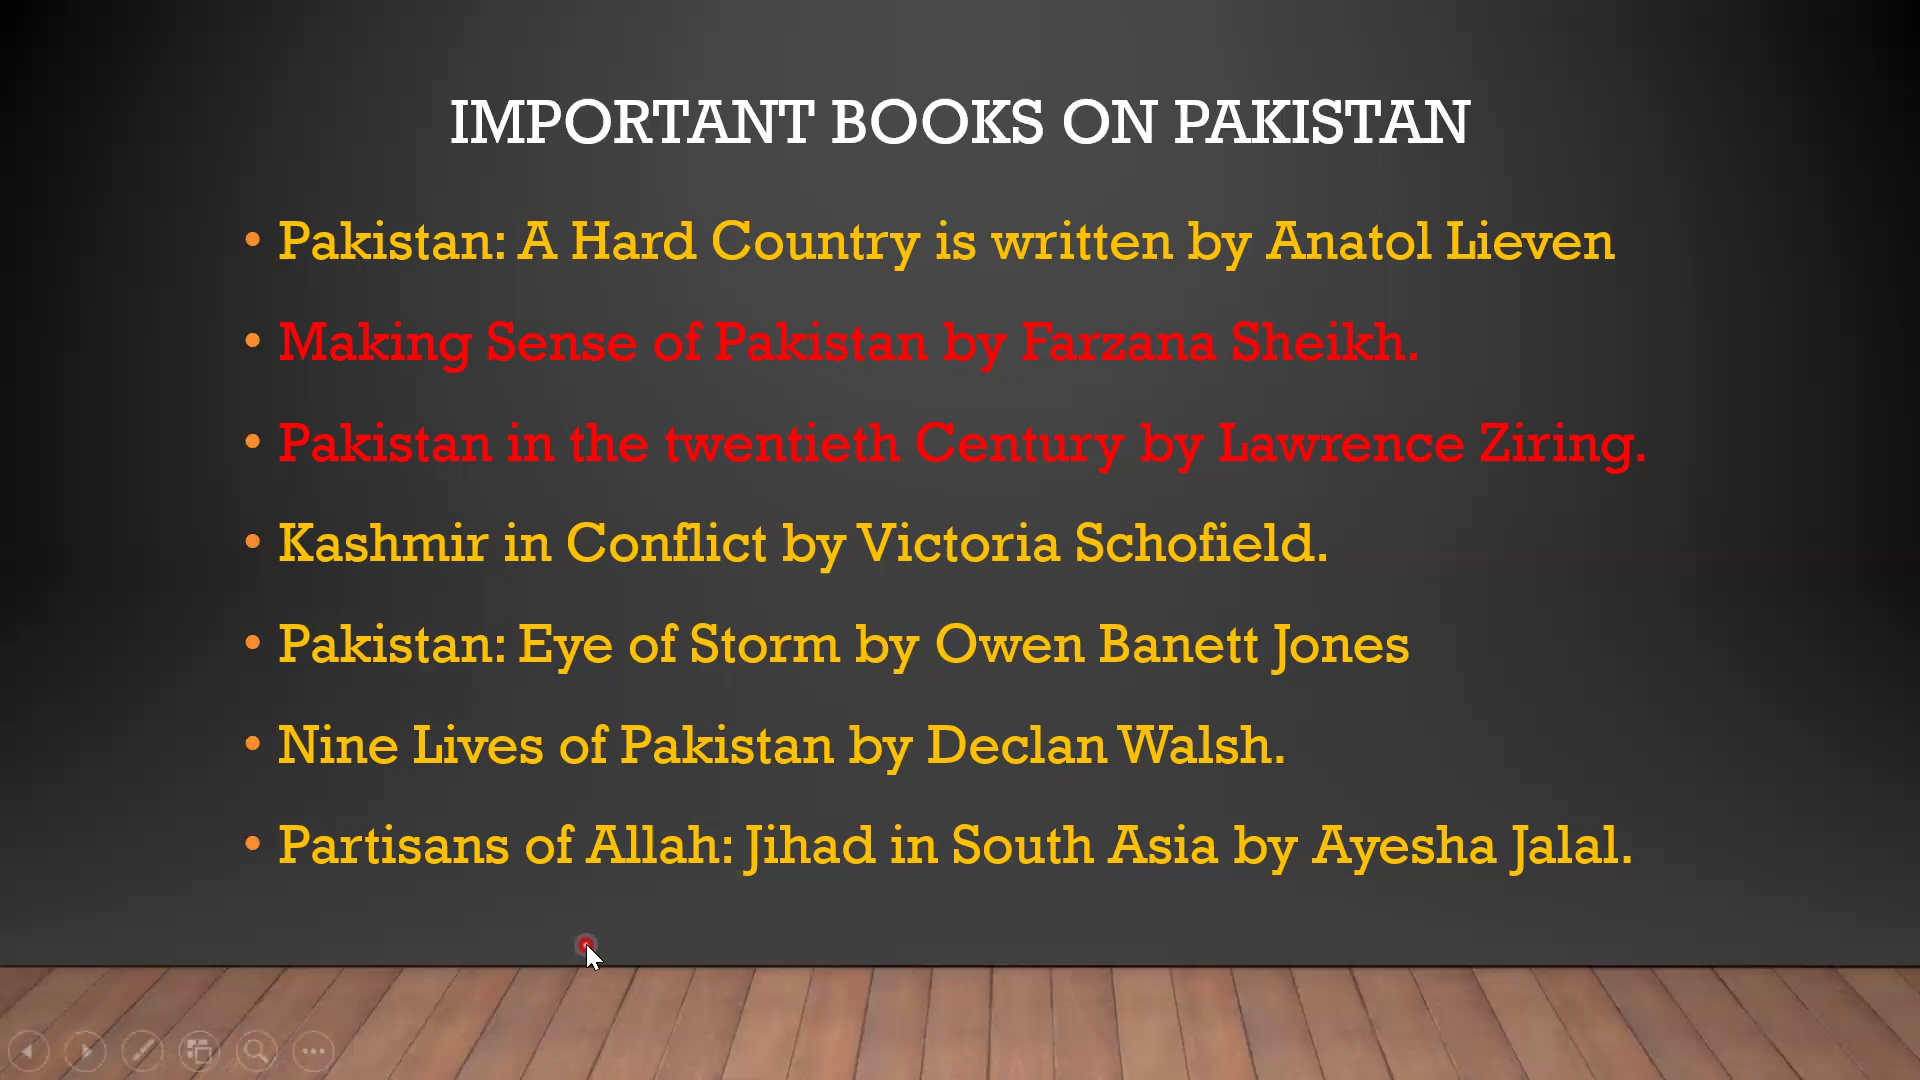 IMPORTANT BOOKS ON PAKISTAN
• Pakistan: A Hard Country is written by Anatol Lieven
• Making Sense of Pakistan by Farzana Sheikh.
• Pakistan in the twentieth Century by Lawrence Ziring.
• Kashmir in Conflict by Victoria Schofield.
• Pakistan: Eye of Storm by Owen Banett Jones
• Nine Lives of Pakistan by Declan Walsh.
• Partisans of Allah: Jihad in South Asia by Ayesha Jalal.